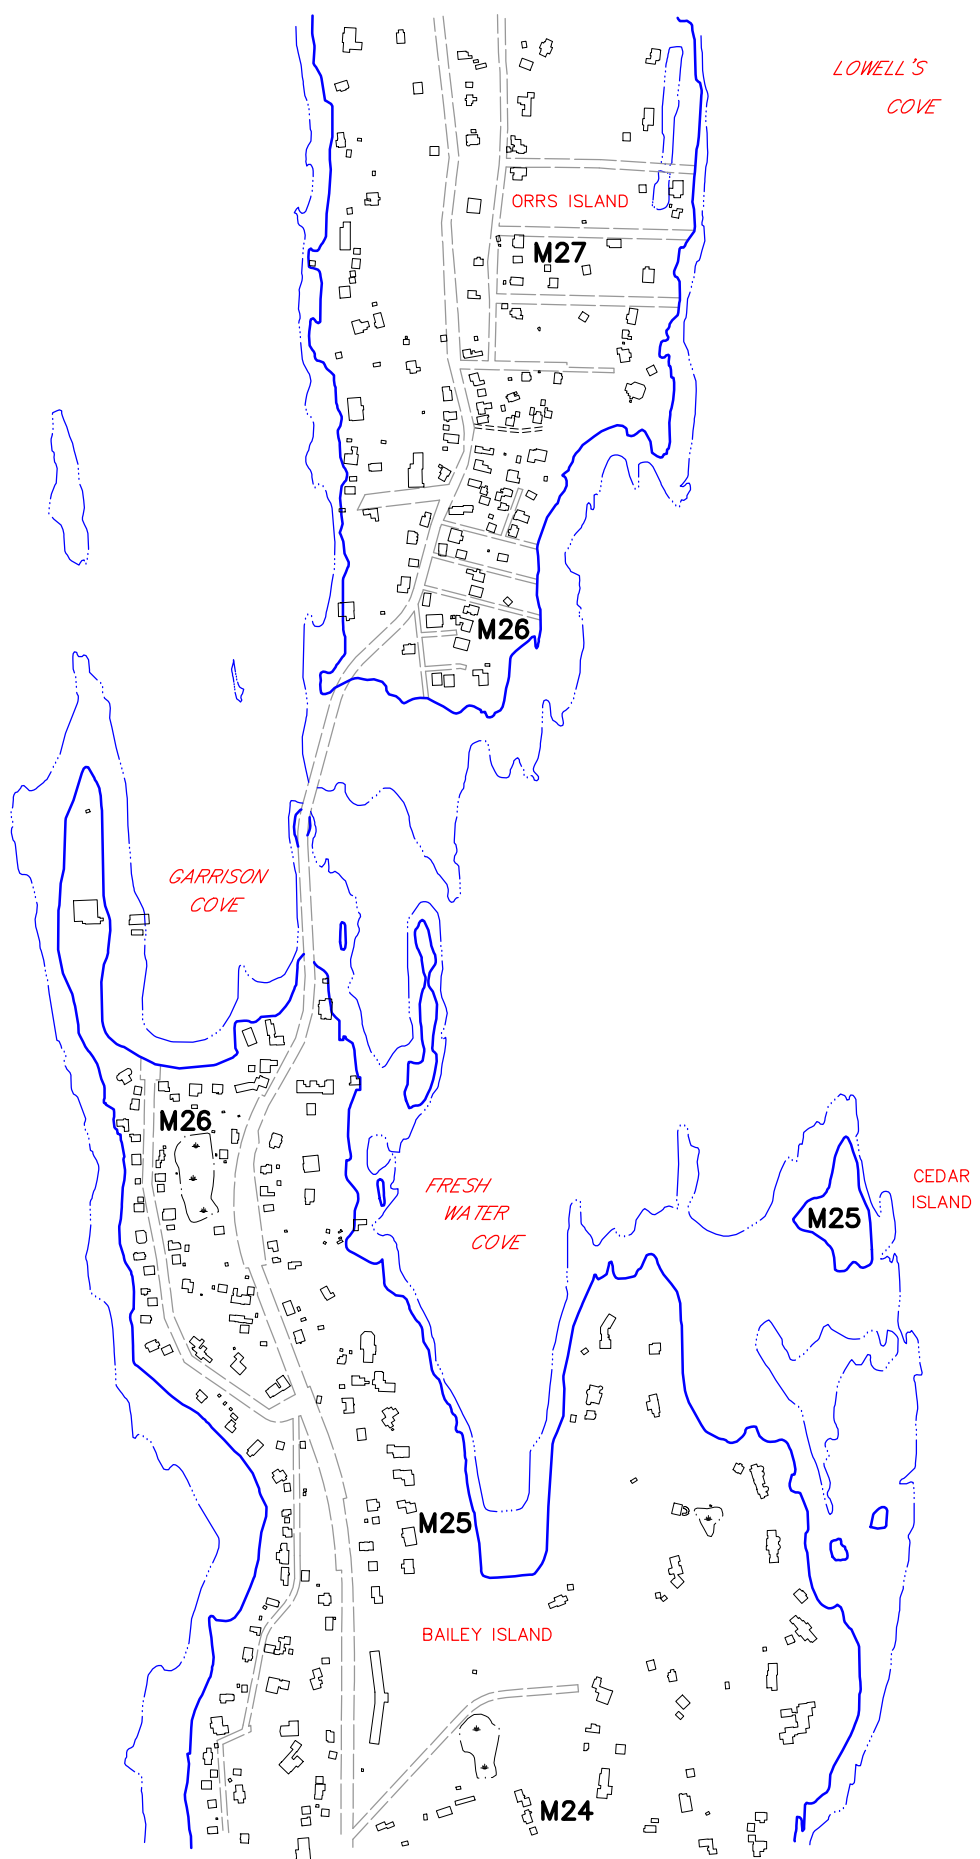 LOWELL'S
COVE
ORRS ISLAND
M27
M26
GARRISON
COVE
M26
FRESH
WATER
COVE
CEDAR
ISLAND
M25
M25
BAILEY ISLAND
M24